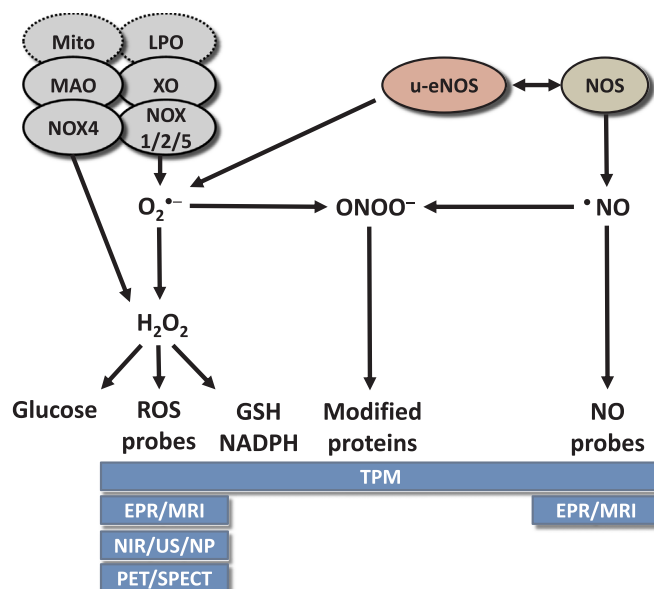 Mito
LPO
MAO
XO
NOX4
NOX
1/2/5
u-eNOS
NOS
O₂•⁻
ONOO⁻
•NO
H₂O₂
Glucose
ROS
probes
GSH
NADPH
Modified
proteins
NO
probes
TPM
EPR/MRI
EPR/MRI
NIR/US/NP
PET/SPECT